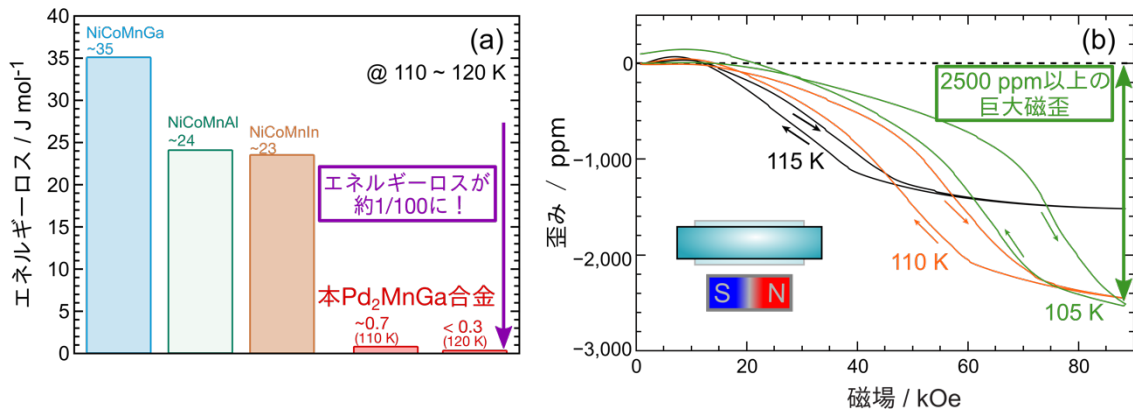 (a)
エネルギーロス / J mol⁻¹
40
35
30
25
20
15
10
5
0
NiCoMnGa
~35
NiCoMnAl
~24
NiCoMnIn
~23
@ 110 ~ 120 K
エネルギーロスが
約1/100に！
本Pd₂MnGa合金
~0.7
(110 K)
< 0.3
(120 K)
(b)
歪み / ppm
0
−1,000
−2,000
−3,000
2500 ppm以上の
巨大磁歪
115 K
110 K
105 K
S N
0 20 40 60 80
磁場 / kOe